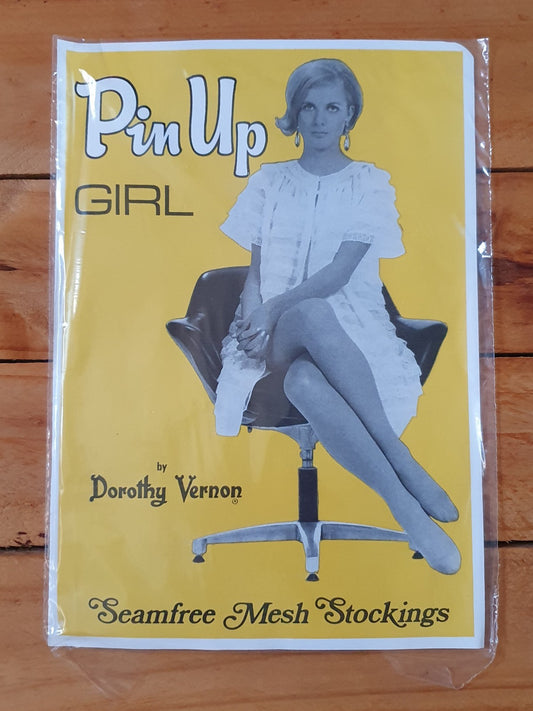 Pin Up
GIRL
by
Dorothy Vernon®
Seamfree Mesh Stockings